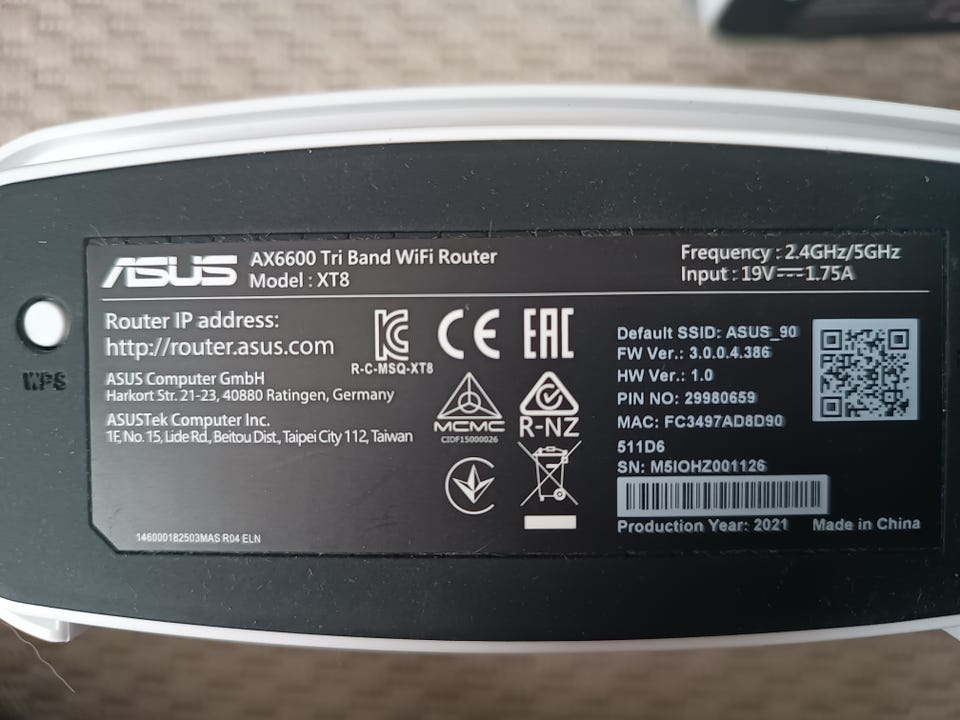 ASUS
AX6600 Tri Band WiFi Router
Model : XT8
Frequency : 2.4GHz/5GHz
Input : 19V⎓1.75A
WPS
Router IP address:
http://router.asus.com
ASUS Computer GmbH
Harkort Str. 21-23, 40880 Ratingen, Germany
ASUSTek Computer Inc.
1F, No. 15, Lide Rd., Beitou Dist., Taipei City 112, Taiwan
146000182503MAS R04 ELN
R-C-MSQ-XT8
CE
EAC
MCMC
CIDF15000026
R-NZ
Default SSID: ASUS_90
FW Ver.: 3.0.0.4.386
HW Ver.: 1.0
PIN NO: 29980659
MAC: FC3497AD8D90
511D6
SN: M5IOHZ001126
Production Year: 2021
Made in China